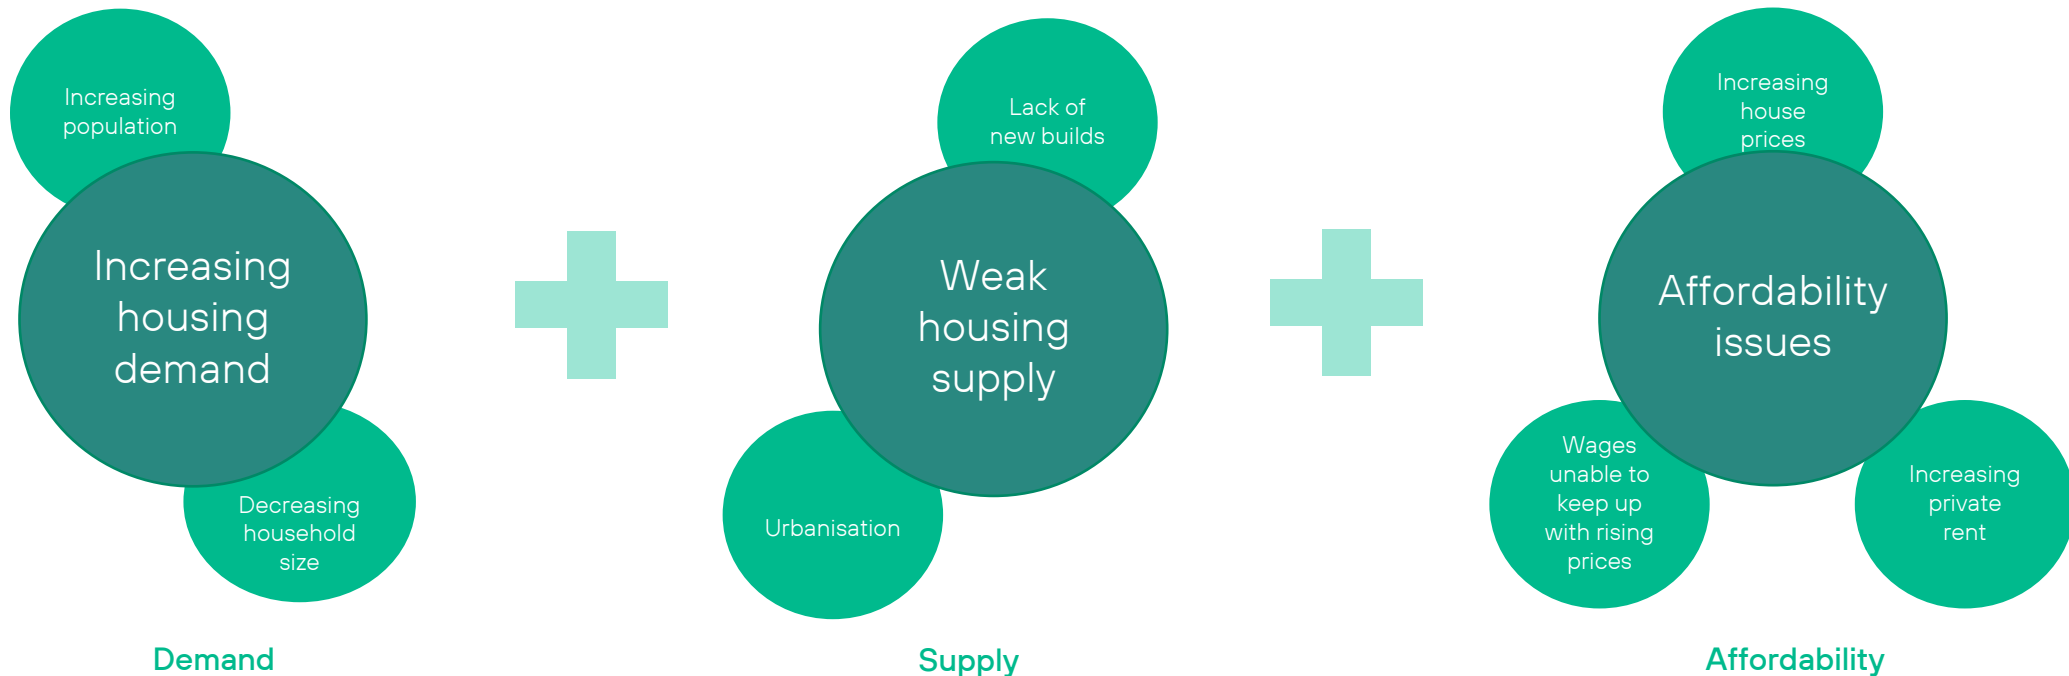 Increasing
population
Increasing
housing
demand
Decreasing
household
size
Demand
Lack of
new builds
Weak
housing
supply
Urbanisation
Supply
Increasing
house
prices
Affordability
issues
Wages
unable to
keep up
with rising
prices
Increasing
private
rent
Affordability